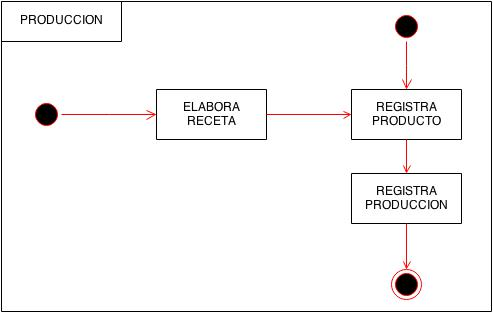 PRODUCCION
ELABORA
RECETA
REGISTRA
PRODUCTO
REGISTRA
PRODUCCION